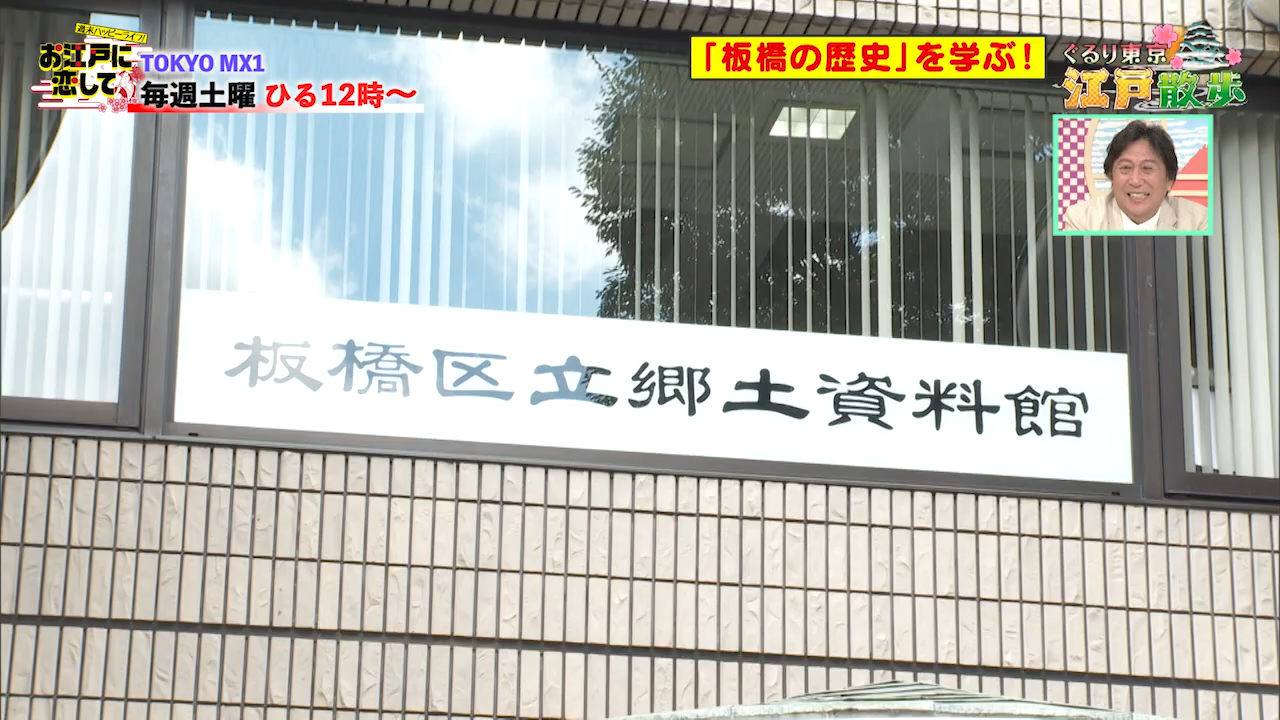 週末ハッピーライフ!
お江戸に
恋して
TOKYO MX1
毎週土曜 ひる12時〜
「板橋の歴史」を学ぶ!
ぐるり東京
江戸散歩
板橋区立郷土資料館